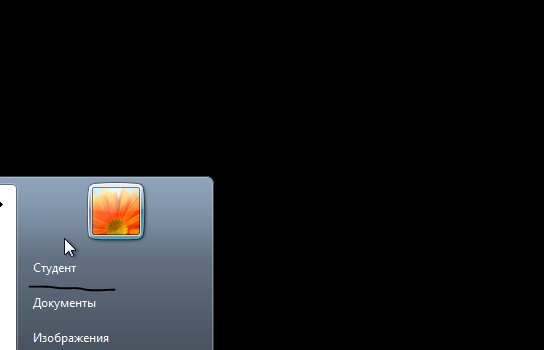 Студент
Документы
Изображения